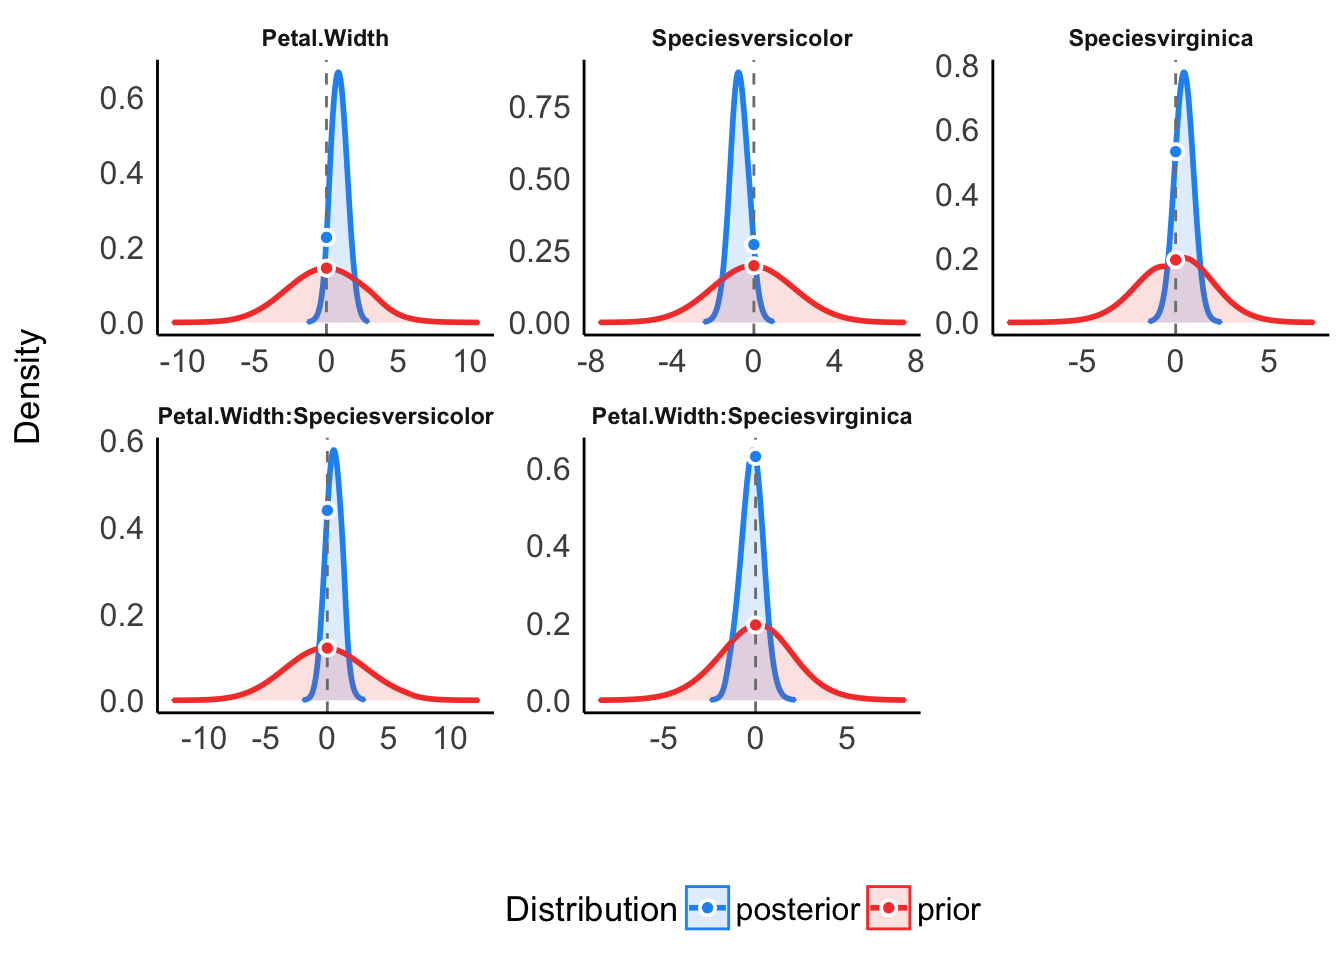 Petal.Width
Speciesversicolor
Speciesvirginica
0.6
0.4
0.2
0.0
-10 -5 0 5 10
0.75
0.50
0.25
0.00
-8 -4 0 4 8
0.8
0.6
0.4
0.2
0.0
-5 0 5
Density
Petal.Width:Speciesversicolor
Petal.Width:Speciesvirginica
0.6
0.4
0.2
0.0
-10 -5 0 5 10
0.6
0.4
0.2
0.0
-5 0 5
Distribution posterior prior